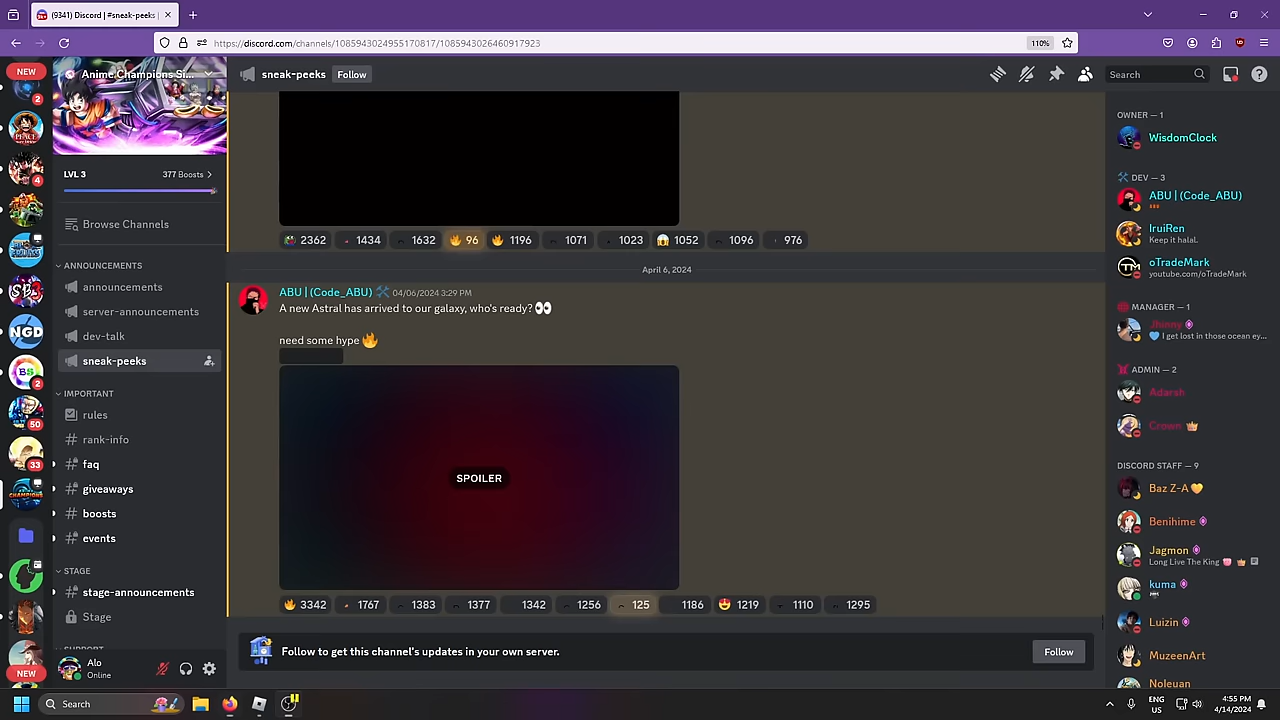 (9341) Discord | #sneak-peeks |
https://discord.com/channels/1085943024955170817/1085943026460917923
110%
NEW
2
4
50
2
33
NEW
Anime Champions Si...
LVL 3
377 Boosts
Browse Channels
ANNOUNCEMENTS
announcements
server-announcements
dev-talk
sneak-peeks
IMPORTANT
rules
rank-info
faq
giveaways
boosts
events
STAGE
stage-announcements
Stage
Alo
Online
sneak-peeks
Follow
Search
2362 1434 1632 96 1196 1071 1023 1052 1096 976
April 6, 2024
ABU | (Code_ABU) 04/06/2024 3:29 PM
A new Astral has arrived to our galaxy, who's ready?
need some hype
SPOILER
3342 1767 1383 1377 1342 1256 125 1186 1219 1110 1295
Follow to get this channel's updates in your own server.
Follow
OWNER — 1
WisdomClock
DEV — 3
ABU | (Code_ABU)
IruiRen
Keep it halal.
oTradeMark
youtube.com/oTradeMark
MANAGER — 1
Jhinny
I get lost in those ocean ey...
ADMIN — 2
Adarsh
Crown
DISCORD STAFF — 9
Baz Z-A
Benihime
Jagmon
Long Live The King
kuma
Luizin
MuzeenArt
Noleuan
Search
ENG
US
4:55 PM
4/14/2024